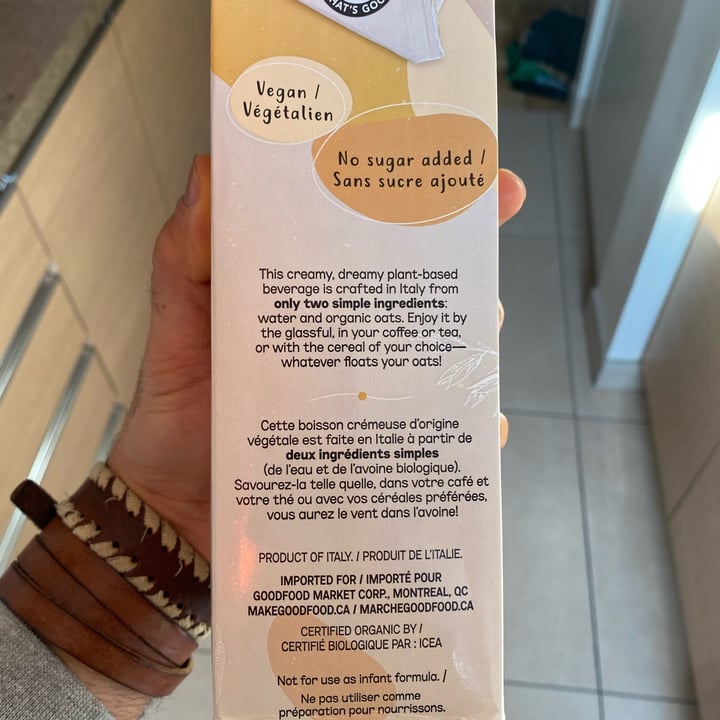 THAT'S GOO
Vegan /
Végétalien
No sugar added /
Sans sucre ajouté
This creamy, dreamy plant-based
beverage is crafted in Italy from
only two simple ingredients:
water and organic oats. Enjoy it by
the glassful, in your coffee or tea,
or with the cereal of your choice—
whatever floats your oats!
Cette boisson crémeuse d'origine
végétale est faite en Italie à partir de
deux ingrédients simples
(de l'eau et de l'avoine biologique).
Savourez-la telle quelle, dans votre café et
votre thé ou avec vos céréales préférées,
vous aurez le vent dans l'avoine!
PRODUCT OF ITALY. / PRODUIT DE L'ITALIE.
IMPORTED FOR / IMPORTÉ POUR
GOODFOOD MARKET CORP., MONTREAL, QC
MAKEGOODFOOD.CA / MARCHEGOODFOOD.CA
CERTIFIED ORGANIC BY /
CERTIFIÉ BIOLOGIQUE PAR : ICEA
Not for use as infant formula. /
Ne pas utiliser comme
préparation pour nourrissons.